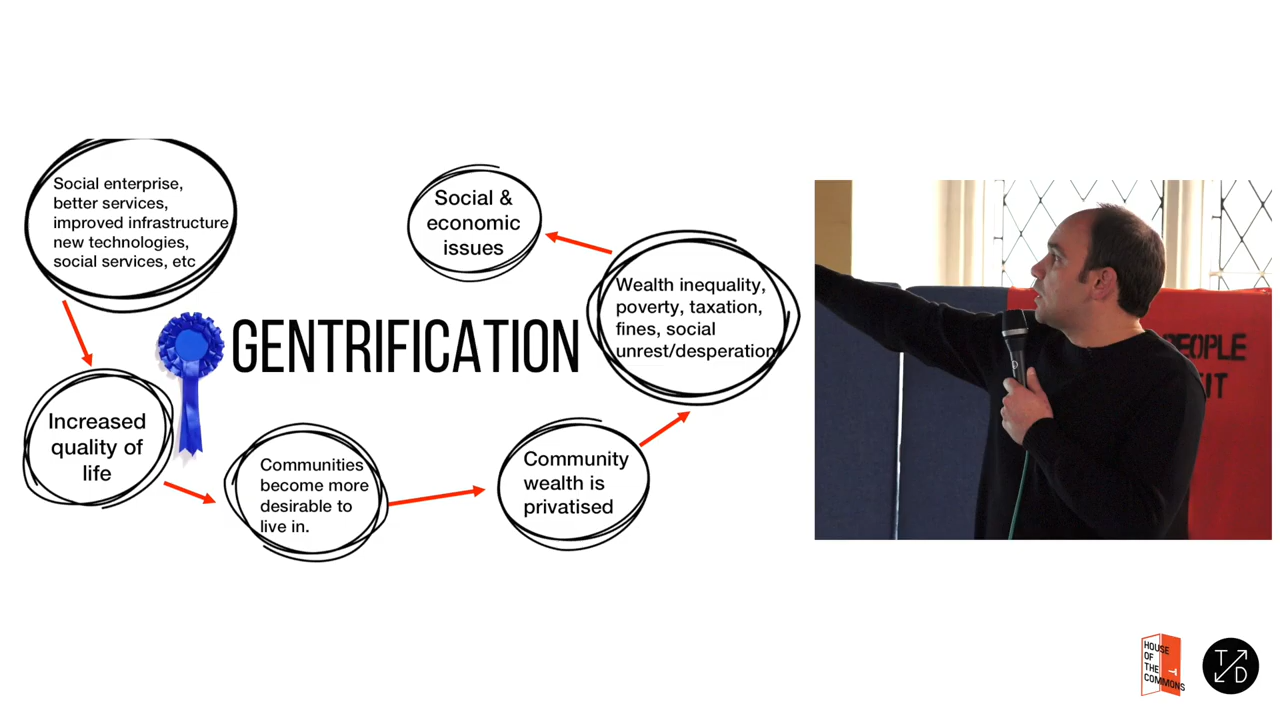 Social enterprise,
better services,
improved infrastructure
new technologies,
social services, etc
Increased
quality of
life
GENTRIFICATION
Communities
become more
desirable to
live in.
Community
wealth is
privatised
Wealth inequality,
poverty, taxation,
fines, social
unrest/desperation
Social &
economic
issues
HOUSE
OF
THE
COMMONS
T
D